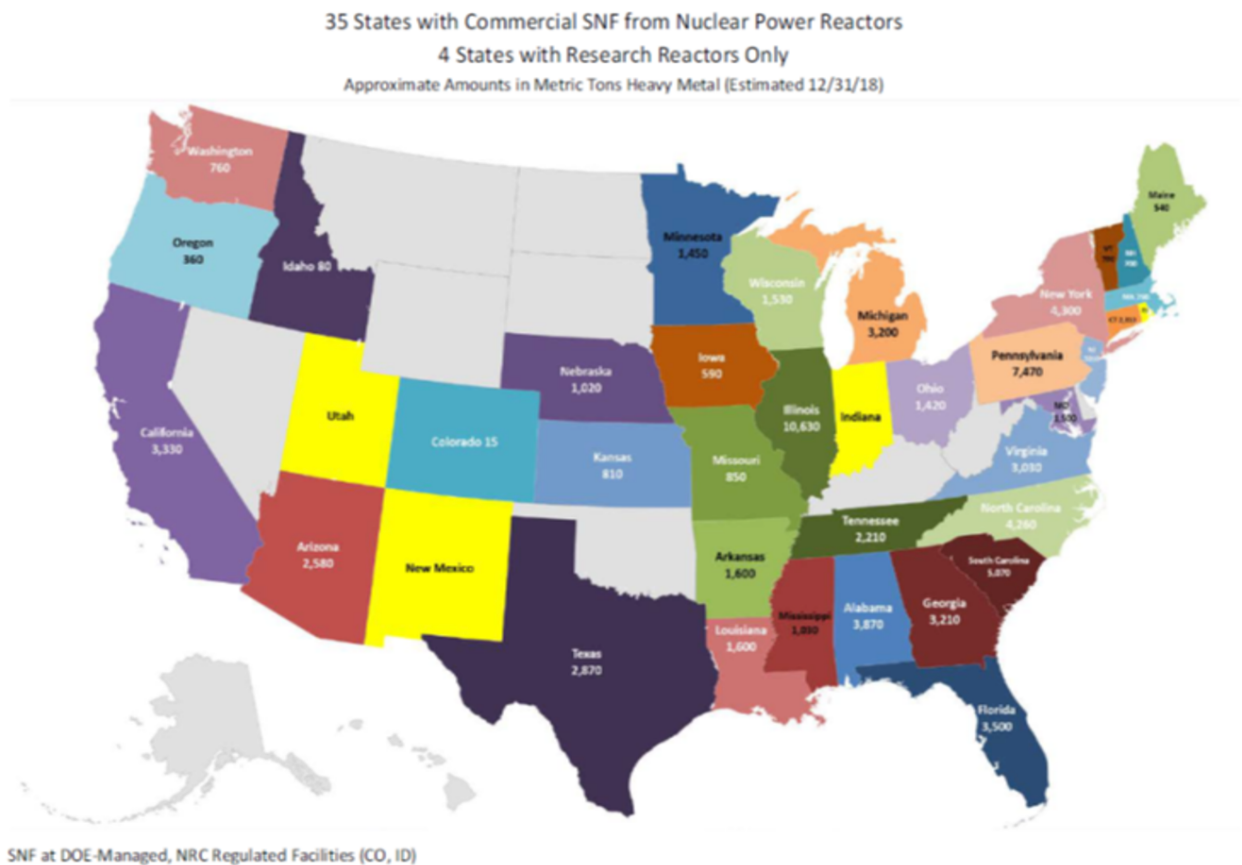 35 States with Commercial SNF from Nuclear Power Reactors
4 States with Research Reactors Only
Approximate Amounts in Metric Tons Heavy Metal (Estimated 12/31/18)
Washington
760
Oregon
360
Idaho 80
California
3,330
Utah
Colorado 15
Arizona
2,580
New Mexico
Nebraska
1,020
Kansas
810
Texas
2,870
Minnesota
1,450
Iowa
590
Missouri
850
Arkansas
1,600
Louisiana
1,600
Wisconsin
1,530
Illinois
10,630
Michigan
3,200
Indiana
Ohio
1,420
Tennessee
2,210
Mississippi
Alabama
3,870
Georgia
3,210
Florida
3,500
South Carolina
5,070
North Carolina
4,260
Virginia
3,030
MD
Pennsylvania
7,470
New York
4,300
VT
Maine
540
SNF at DOE-Managed, NRC Regulated Facilities (CO, ID)